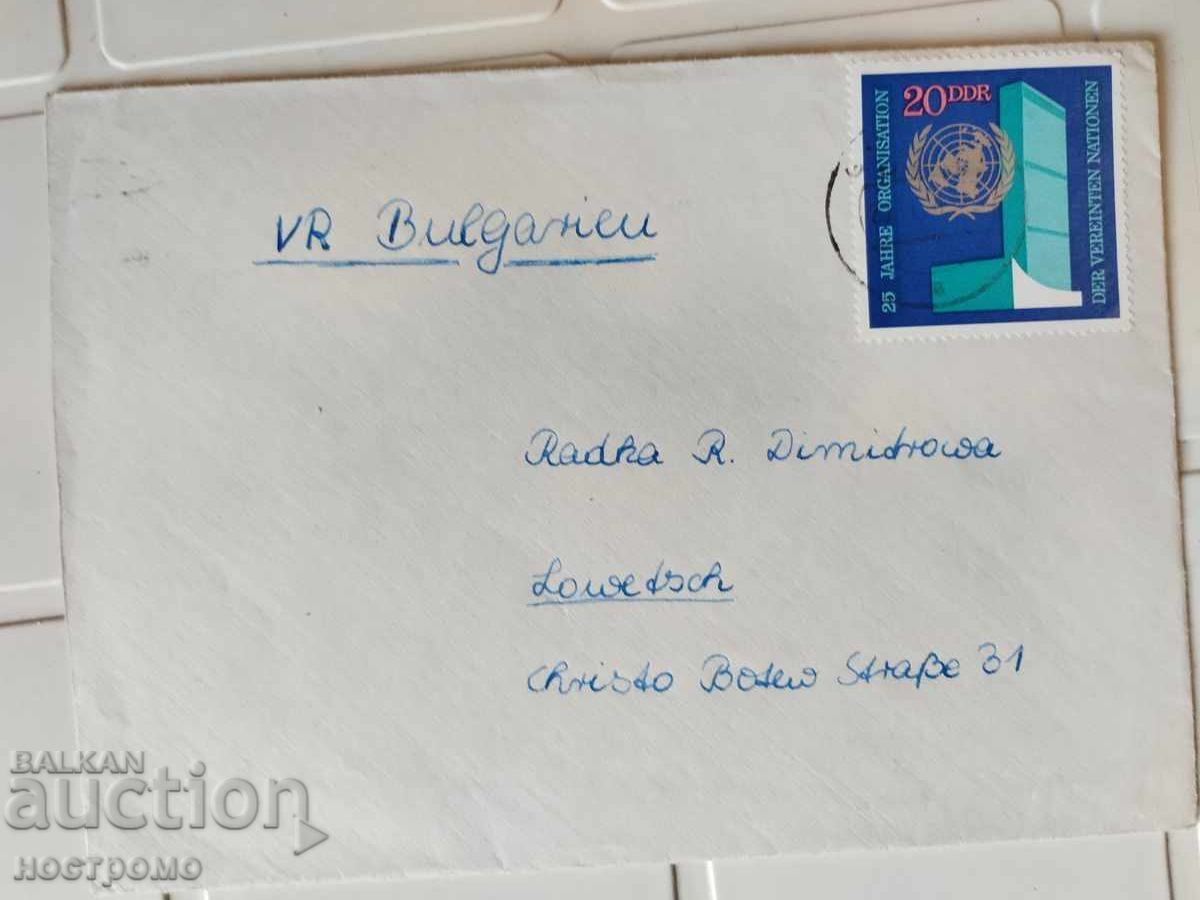 20 DDR
25 JAHRE ORGANISATION
DER VEREINTEN NATIONEN
VR Bulgarien
Radka R. Dimitrowa
Lowetsch
Christo Botew Straße 31
BALKAN
auction
НОСТРОМО